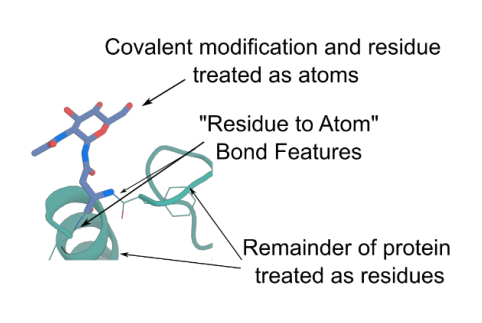 Covalent modification and residue
treated as atoms
"Residue to Atom"
Bond Features
Remainder of protein
treated as residues